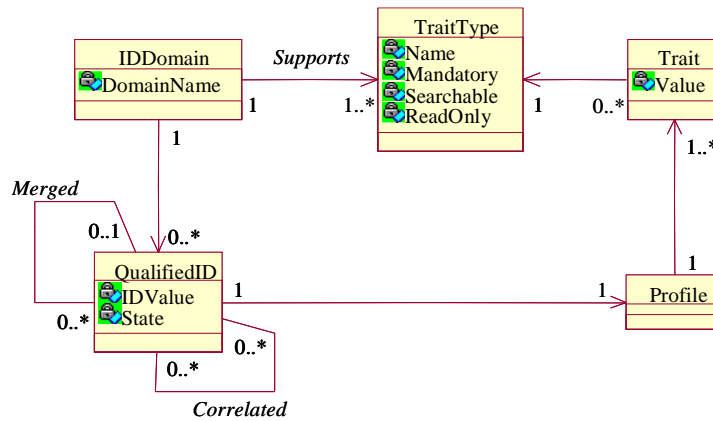 TraitType
Name
Mandatory
Searchable
ReadOnly
IDDomain
DomainName
Supports
1
1..*
Trait
Value
1
0..*
1
1..*
Merged
0..1
0..*
QualifiedID
IDValue
State
1
1
1
Profile
0..*
0..*
0..*
Correlated